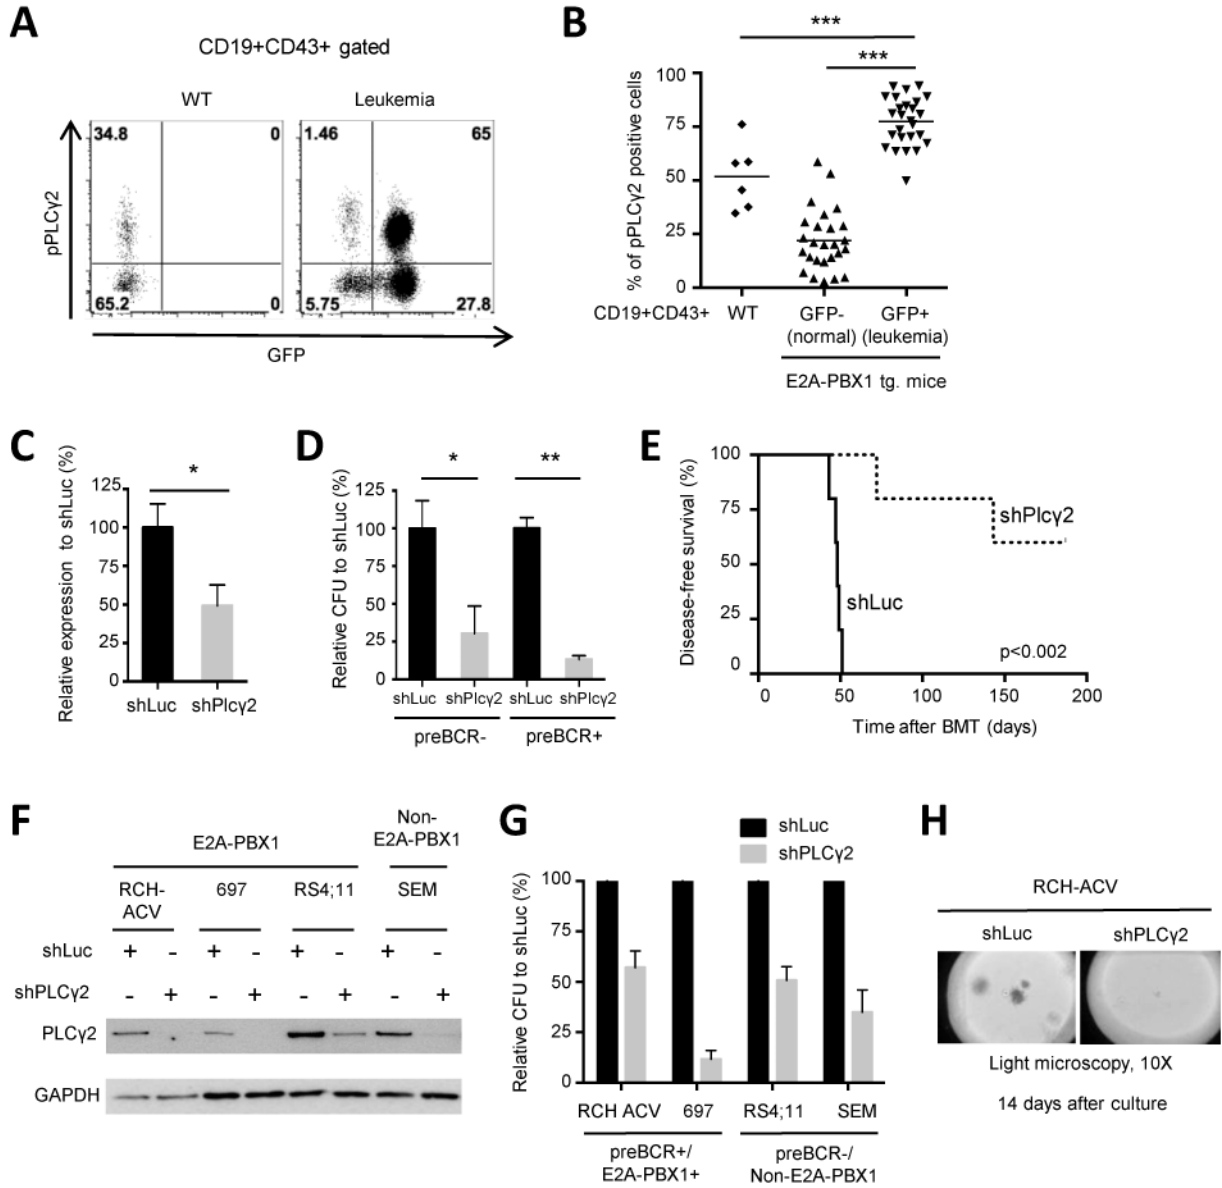 A
CD19+CD43+ gated
WT
Leukemia
34.8
0
65.2
0
1.46
65
5.75
27.8
pPLCγ2
GFP
B
***
***
% of pPLCγ2 positive cells
100
75
50
25
0
CD19+CD43+
WT
GFP-
(normal)
GFP+
(leukemia)
E2A-PBX1 tg. mice
C
Relative expression to shLuc (%)
*
125
100
75
50
25
0
shLuc
shPlcγ2
D
Relative CFU to shLuc (%)
*
**
125
100
75
50
25
0
shLuc
shPlcγ2
shLuc
shPlcγ2
preBCR-
preBCR+
E
Disease-free survival (%)
100
75
50
25
0
shPlcγ2
shLuc
p<0.002
0
50
100
150
200
Time after BMT (days)
F
E2A-PBX1
Non-
E2A-PBX1
RCH-
ACV
697
RS4;11
SEM
shLuc
+ - + - + - + -
shPLCγ2
- + - + - + - +
PLCγ2
GAPDH
G
shLuc
shPLCγ2
Relative CFU to shLuc (%)
100
75
50
25
0
RCH ACV
697
RS4;11
SEM
preBCR+/
E2A-PBX1+
preBCR-/
Non-E2A-PBX1
H
RCH-ACV
shLuc
shPLCγ2
Light microscopy, 10X
14 days after culture